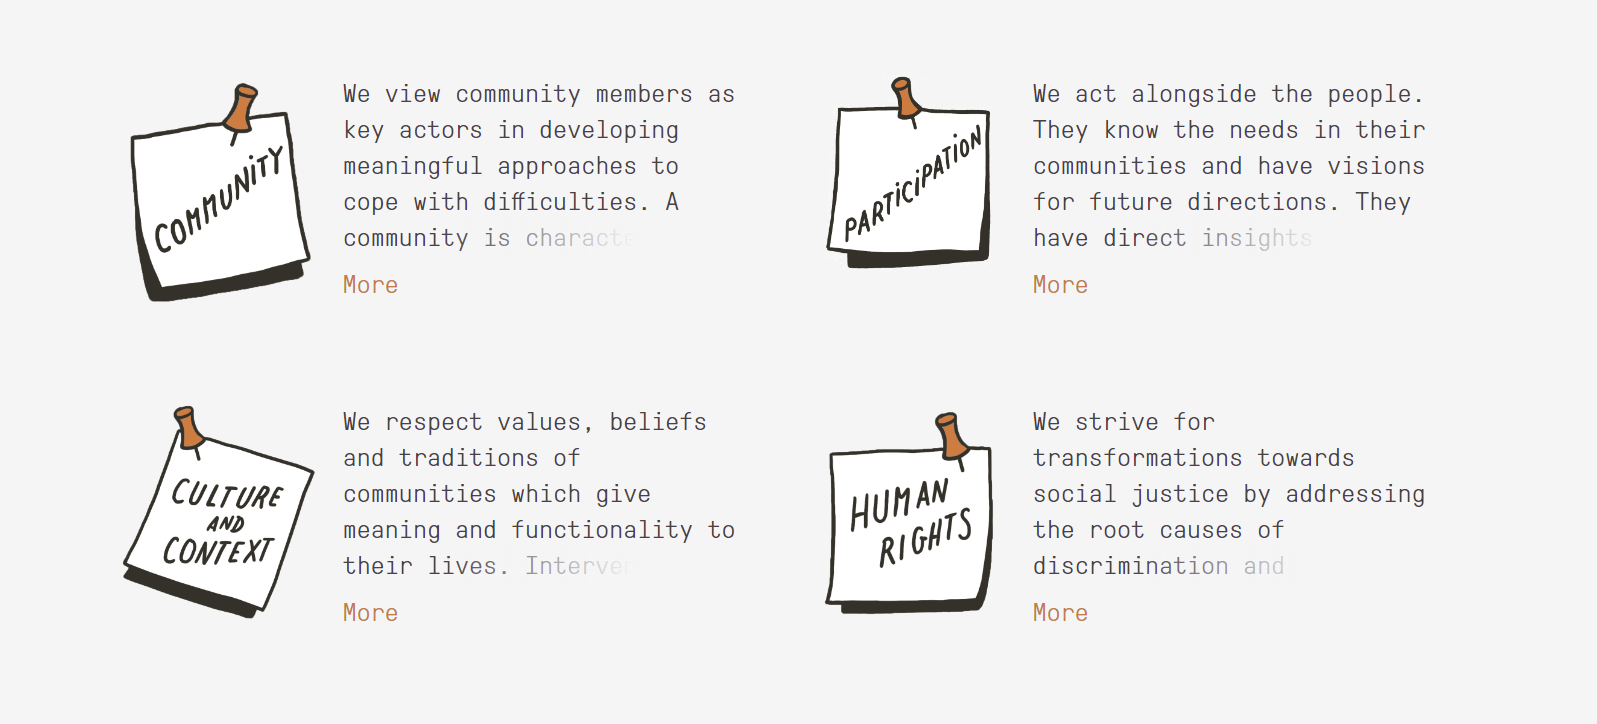 COMMUNITY
We view community members as
key actors in developing
meaningful approaches to
cope with difficulties. A
community is characte
More
PARTICIPATION
We act alongside the people.
They know the needs in their
communities and have visions
for future directions. They
have direct insights
More
CULTURE
AND
CONTEXT
We respect values, beliefs
and traditions of
communities which give
meaning and functionality to
their lives. Interven
More
HUMAN
RIGHTS
We strive for
transformations towards
social justice by addressing
the root causes of
discrimination and
More